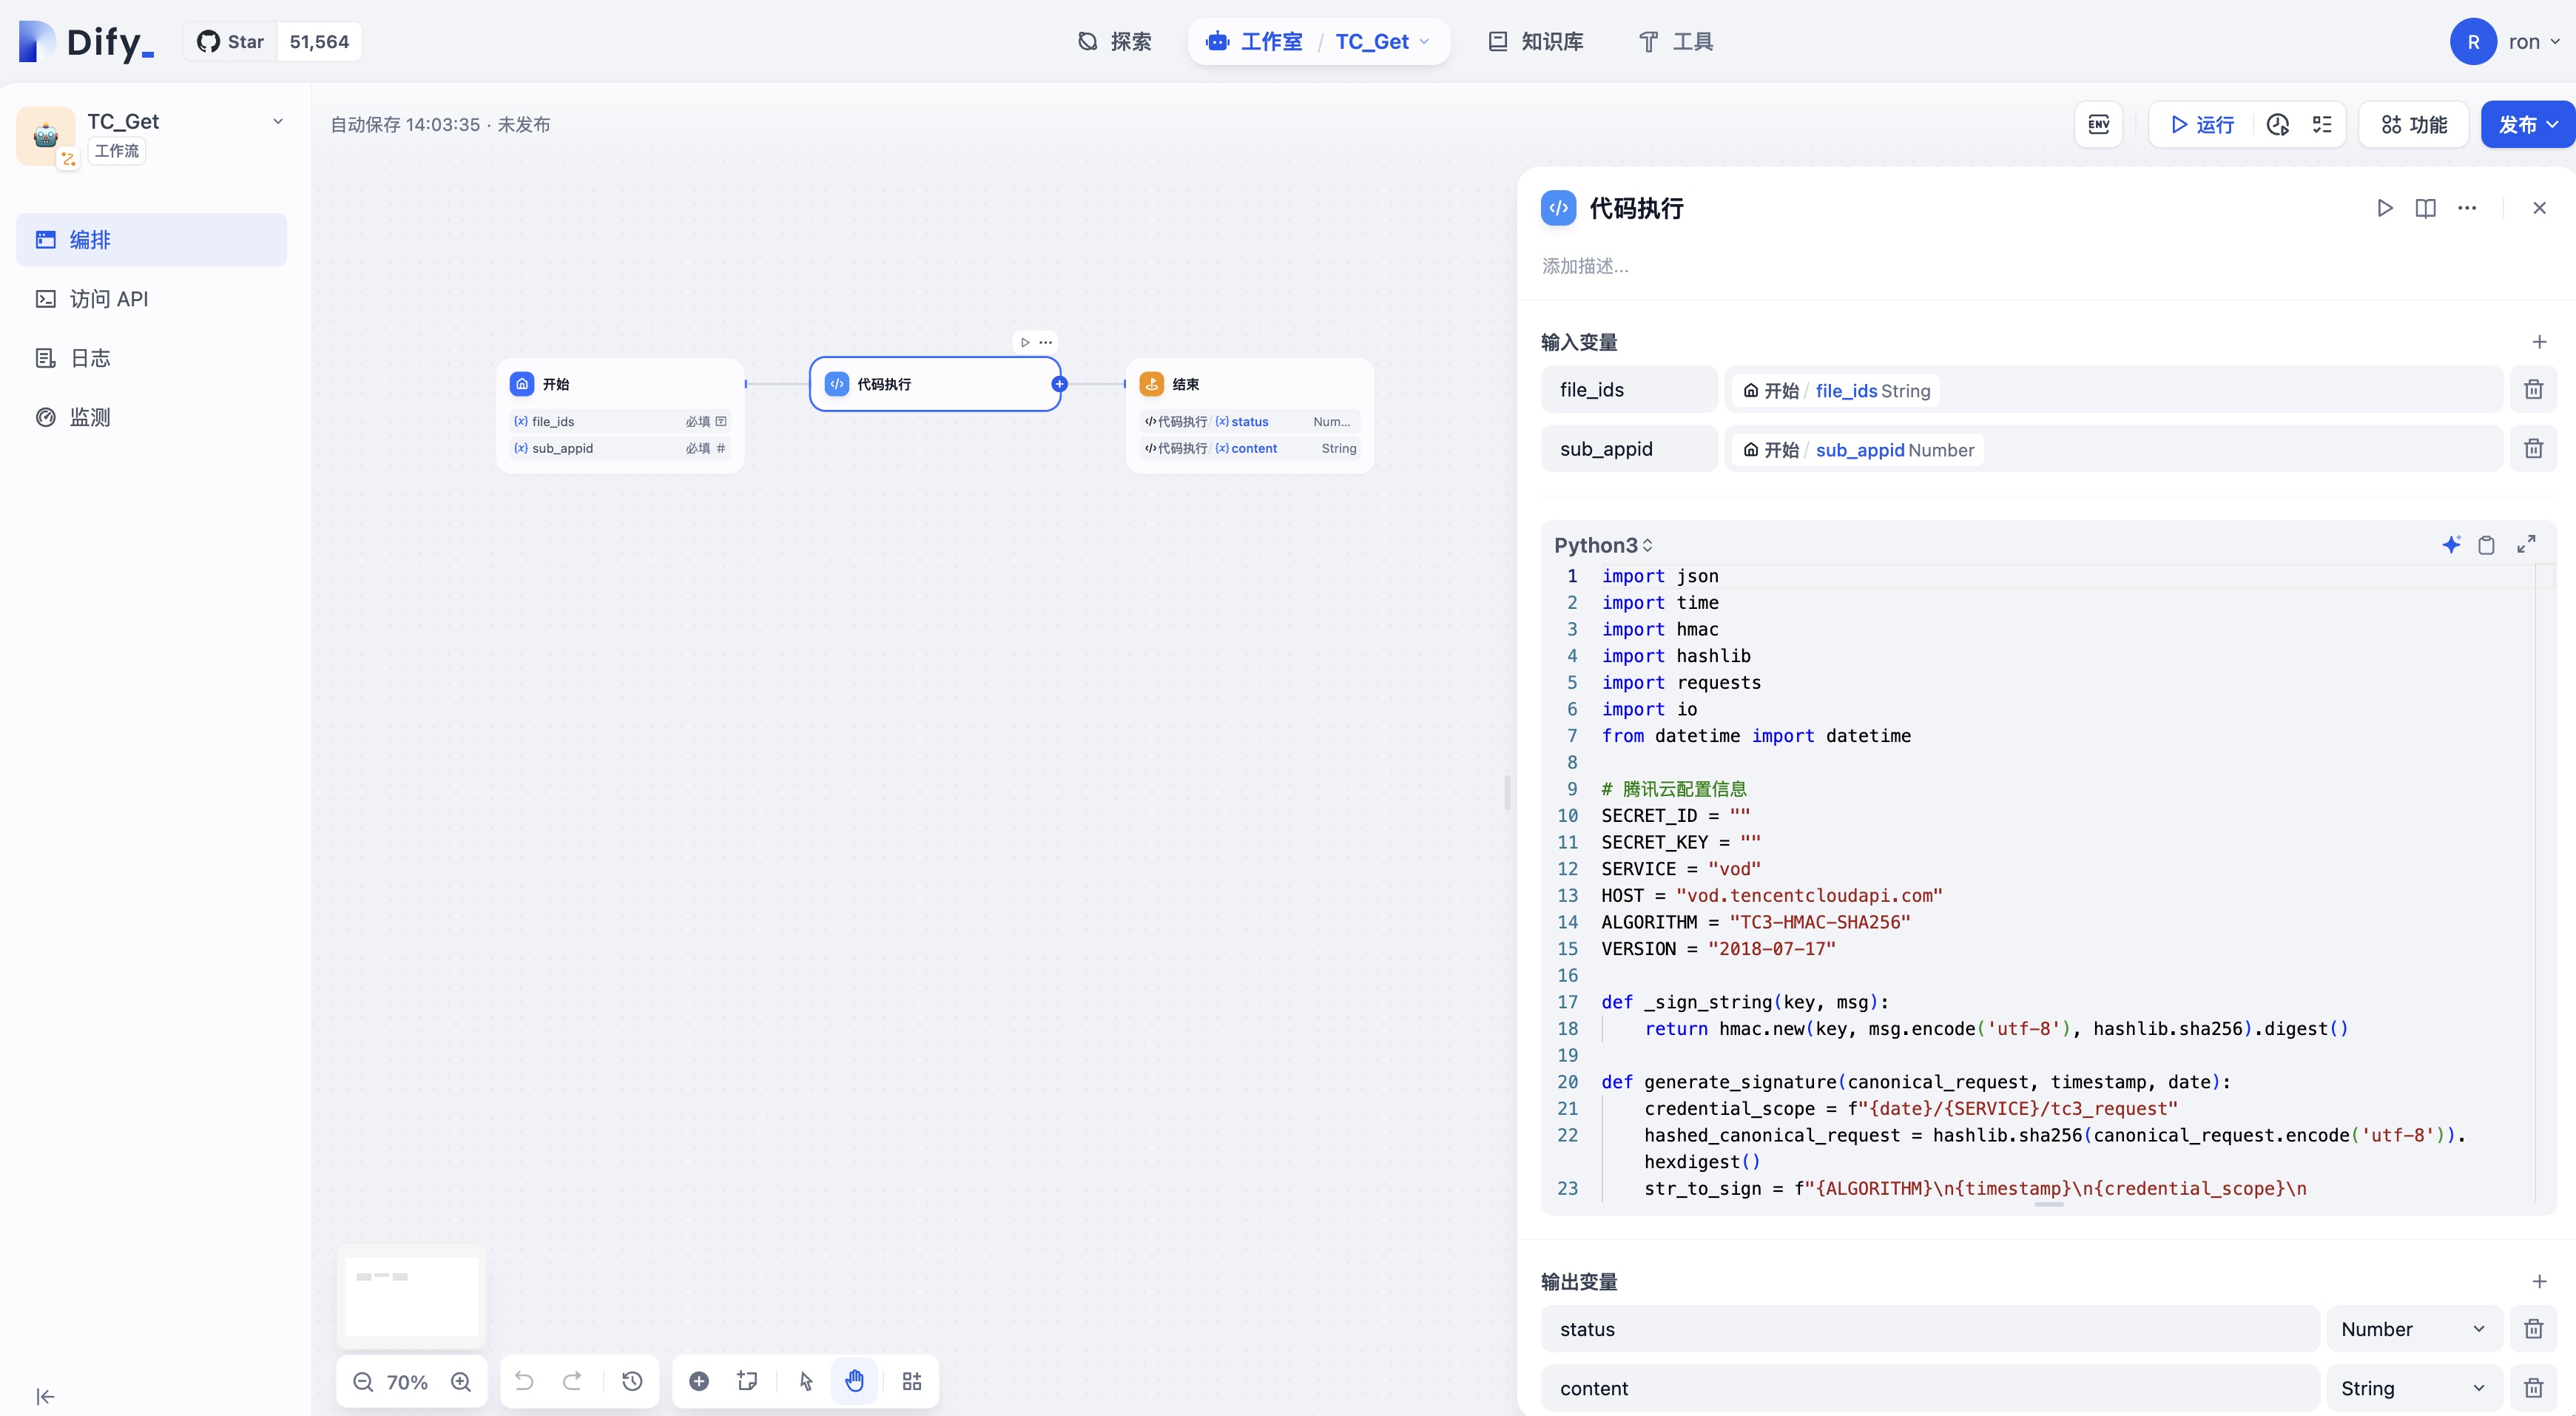 Dify_
Star 51,564
探索
工作室 / TC_Get
知识库
工具
R ron
TC_Get
工作流
编排
访问 API
日志
监测
自动保存 14:03:35 · 未发布
ENV
运行
功能
发布
开始
{x} file_ids 必填
{x} sub_appid 必填 #
代码执行
结束
代码执行/{x} status Num...
代码执行/{x} content String
70%
代码执行
添加描述...
输入变量
file_ids 开始 / file_ids String
sub_appid 开始 / sub_appid Number
Python3
1 import json
2 import time
3 import hmac
4 import hashlib
5 import requests
6 import io
7 from datetime import datetime
8
9 # 腾讯云配置信息
10 SECRET_ID = ""
11 SECRET_KEY = ""
12 SERVICE = "vod"
13 HOST = "vod.tencentcloudapi.com"
14 ALGORITHM = "TC3-HMAC-SHA256"
15 VERSION = "2018-07-17"
16
17 def _sign_string(key, msg):
18     return hmac.new(key, msg.encode('utf-8'), hashlib.sha256).digest()
19
20 def generate_signature(canonical_request, timestamp, date):
21     credential_scope = f"{date}/{SERVICE}/tc3_request"
22     hashed_canonical_request = hashlib.sha256(canonical_request.encode('utf-8')).
hexdigest()
23     str_to_sign = f"{ALGORITHM}\n{timestamp}\n{credential_scope}\n
输出变量
status Number
content String